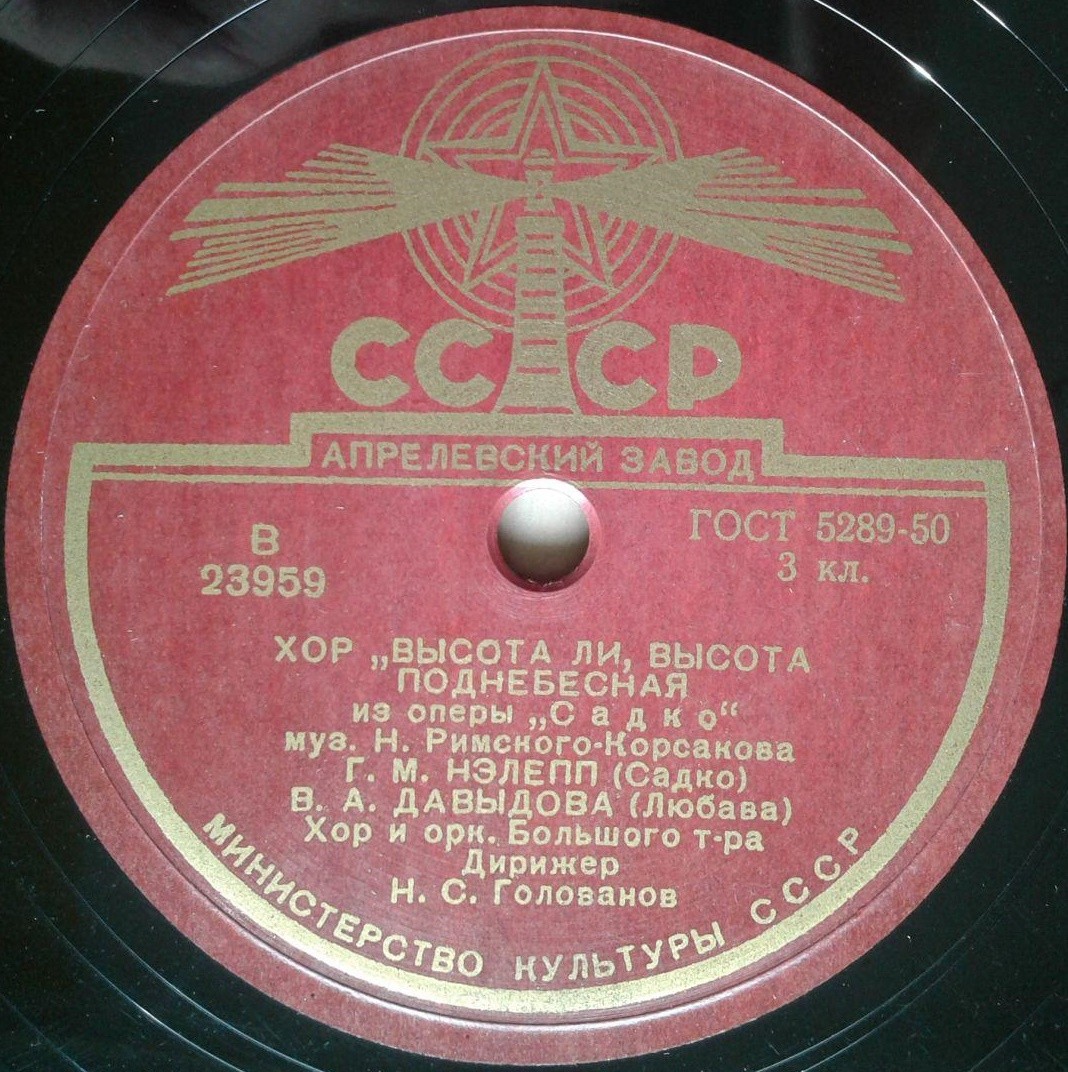 СССР
АПРЕЛЕВСКИЙ ЗАВОД
В
23959
ГОСТ 5289-50
3 кл.
ХОР „ВЫСОТА ЛИ, ВЫСОТА
ПОДНЕБЕСНАЯ
из оперы „Садко“
муз. Н. Римского-Корсакова
Г. М. НЭЛЕПП (Садко)
В. А. ДАВЫДОВА (Любава)
Хор и орк. Большого т-ра
Дирижер
Н. С. Голованов
МИНИСТЕРСТВО КУЛЬТУРЫ СССР